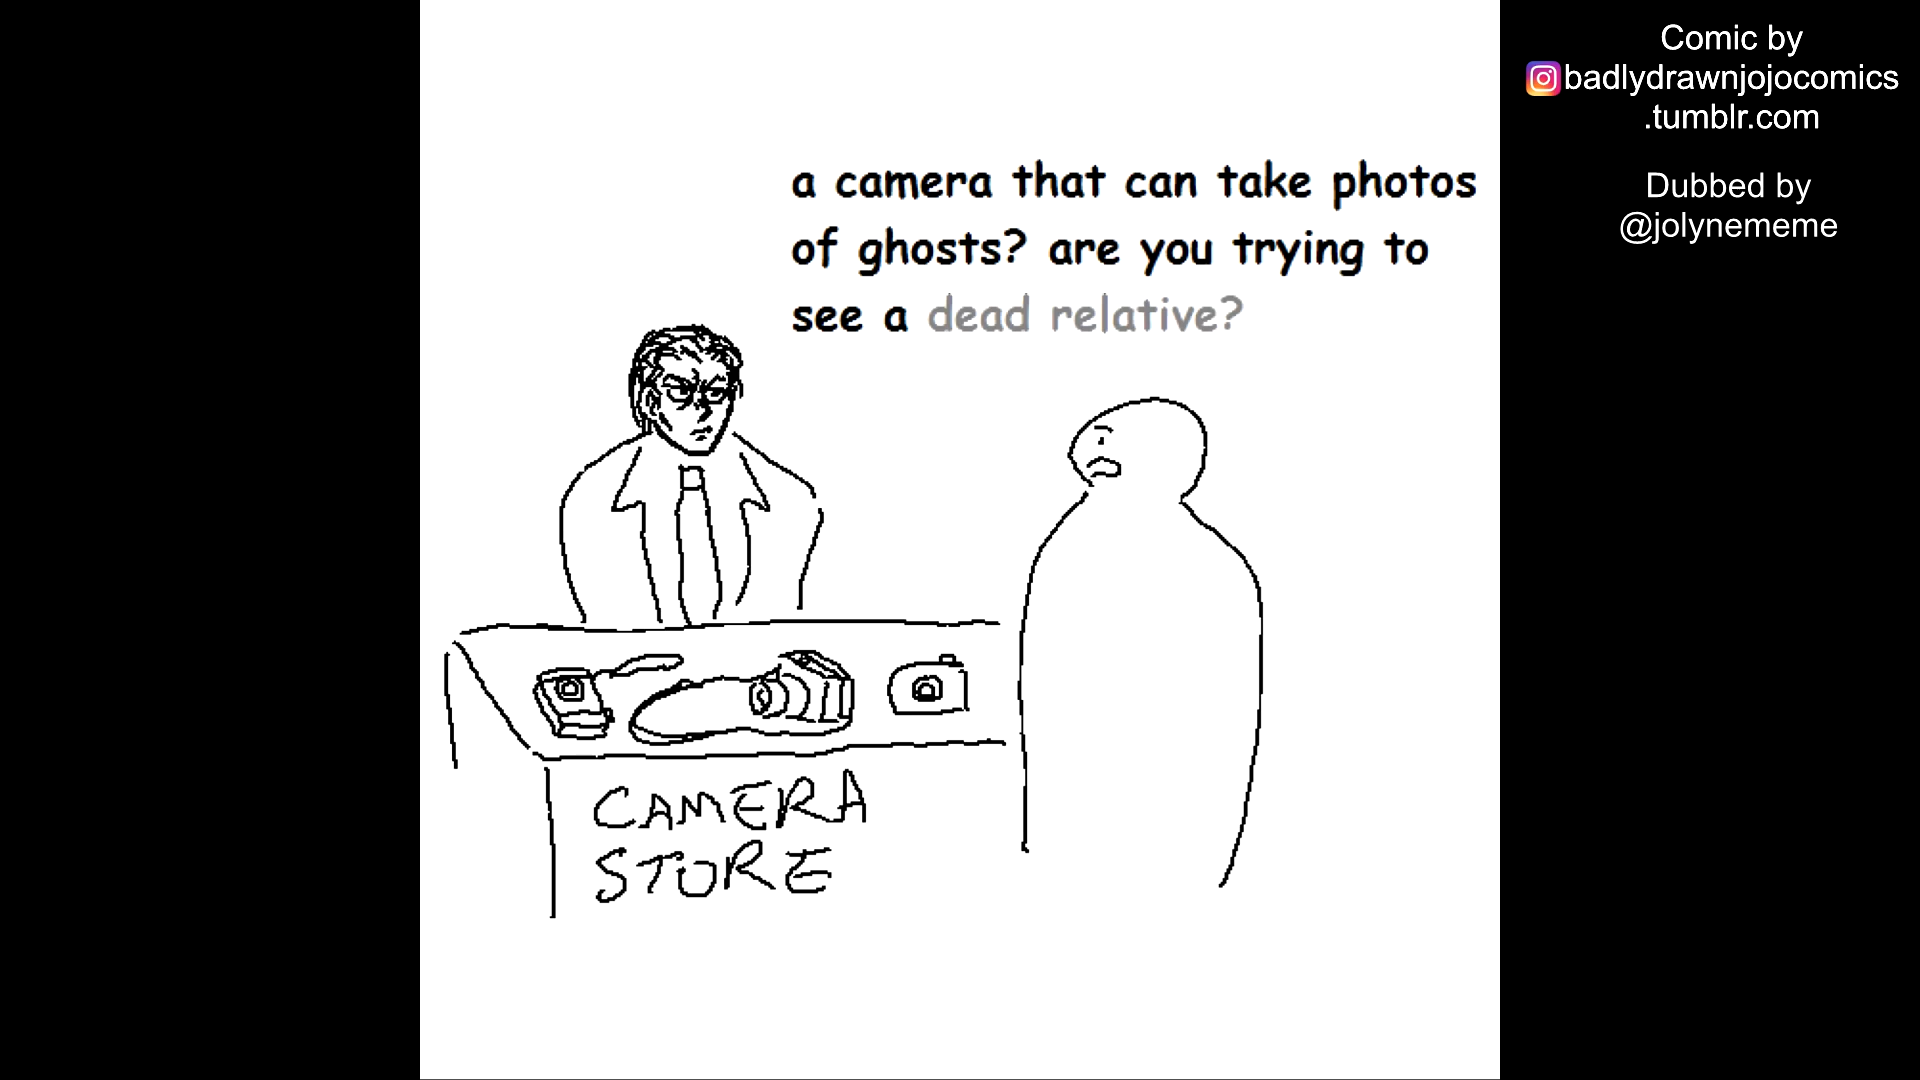 Comic by
badlydrawnjojocomics
.tumblr.com
Dubbed by
@jolynememe
a camera that can take photos
of ghosts? are you trying to
see a dead relative?
CAMERA
STORE